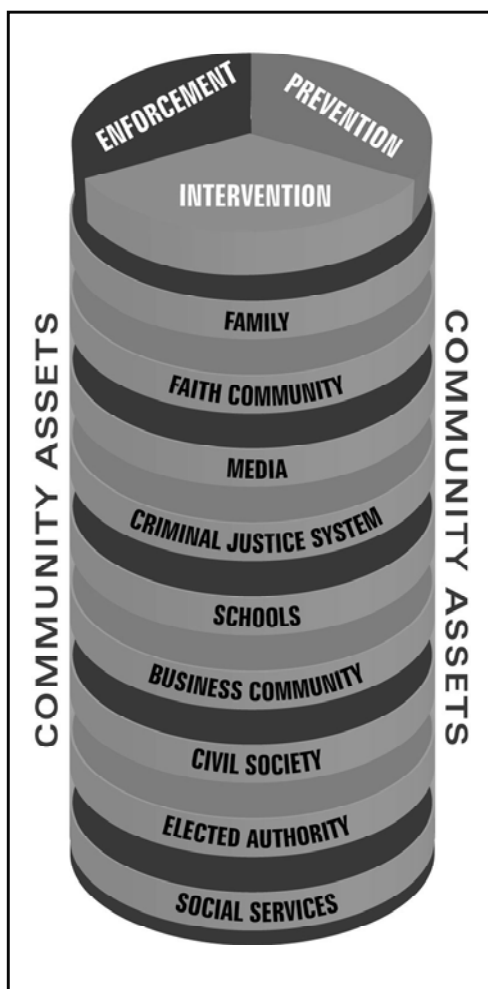 ENFORCEMENT
PREVENTION
INTERVENTION
FAMILY
FAITH COMMUNITY
MEDIA
CRIMINAL JUSTICE SYSTEM
SCHOOLS
BUSINESS COMMUNITY
CIVIL SOCIETY
ELECTED AUTHORITY
SOCIAL SERVICES
COMMUNITY ASSETS
COMMUNITY ASSETS